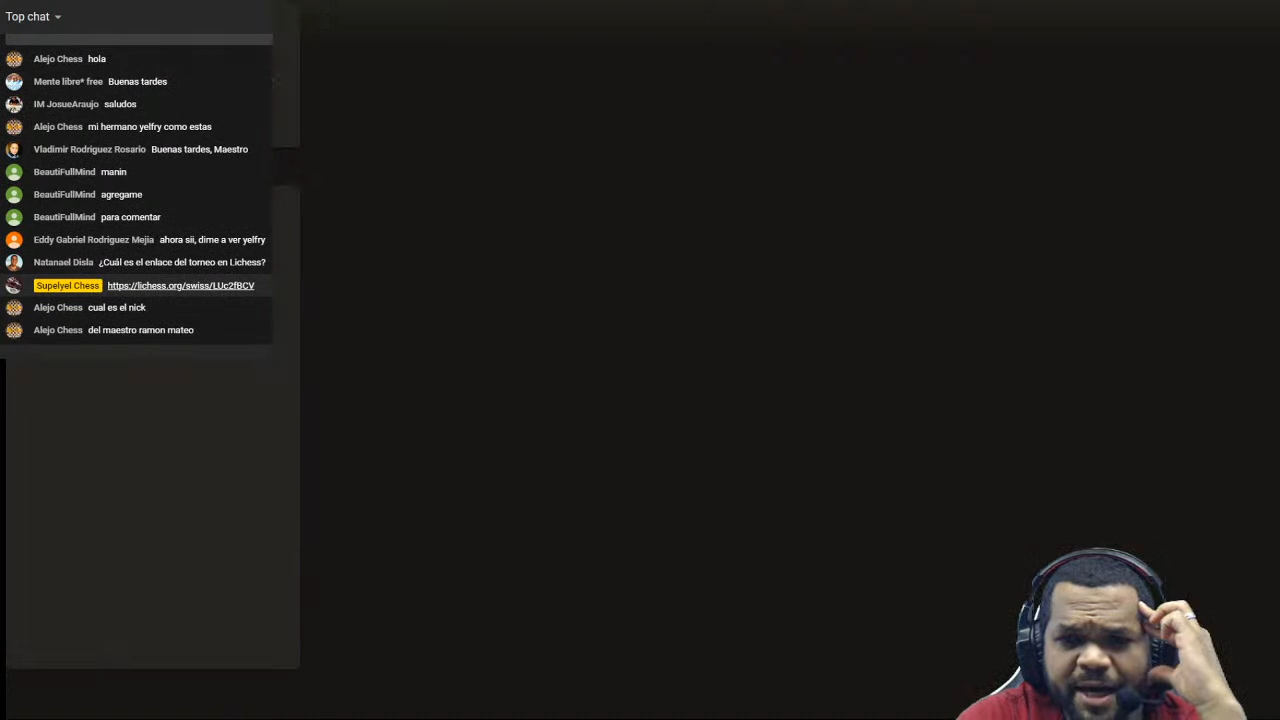 Top chat
Alejo Chess hola
Mente libre* free Buenas tardes
IM JosueAraujo saludos
Alejo Chess mi hermano yelfry como estas
Vladimir Rodriguez Rosario Buenas tardes, Maestro
BeautiFullMind manin
BeautiFullMind agregame
BeautiFullMind para comentar
Eddy Gabriel Rodriguez Mejia ahora sii, dime a ver yelfry
Natanael Disla ¿Cuál es el enlace del torneo en Lichess?
Supelyel Chess https://lichess.org/swiss/LUc2fBCV
Alejo Chess cual es el nick
Alejo Chess del maestro ramon mateo